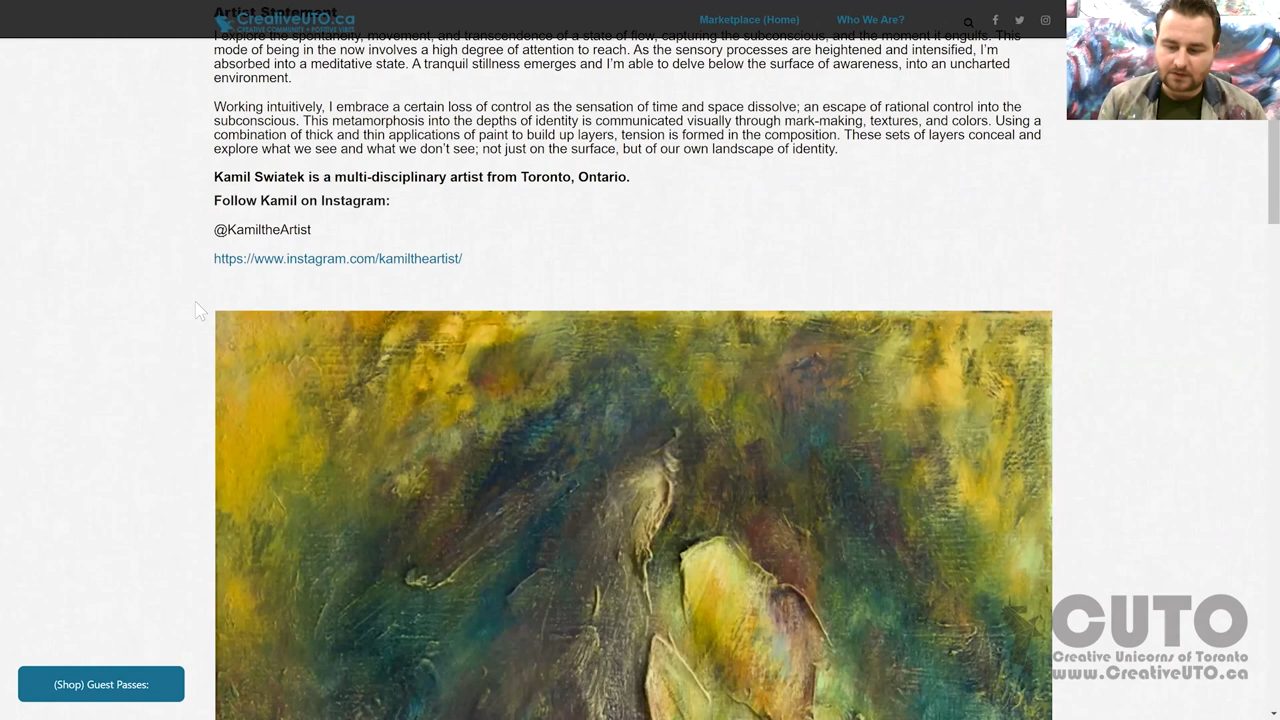 Artist Statement
CreativeUTO.ca
CREATIVE COMMUNITY + POSITIVE VIBES
Marketplace (Home)
Who We Are?
I explore the spontaneity, movement, and transcendence of a state of flow, capturing the subconscious, and the moment it engulfs. This
mode of being in the now involves a high degree of attention to reach. As the sensory processes are heightened and intensified, I'm
absorbed into a meditative state. A tranquil stillness emerges and I'm able to delve below the surface of awareness, into an uncharted
environment.
Working intuitively, I embrace a certain loss of control as the sensation of time and space dissolve; an escape of rational control into the
subconscious. This metamorphosis into the depths of identity is communicated visually through mark-making, textures, and colors. Using a
combination of thick and thin applications of paint to build up layers, tension is formed in the composition. These sets of layers conceal and
explore what we see and what we don't see; not just on the surface, but of our own landscape of identity.
Kamil Swiatek is a multi-disciplinary artist from Toronto, Ontario.
Follow Kamil on Instagram:
@KamiltheArtist
https://www.instagram.com/kamiltheartist/
(Shop) Guest Passes:
CUTO
Creative Unicorns of Toronto
www.CreativeUTO.ca